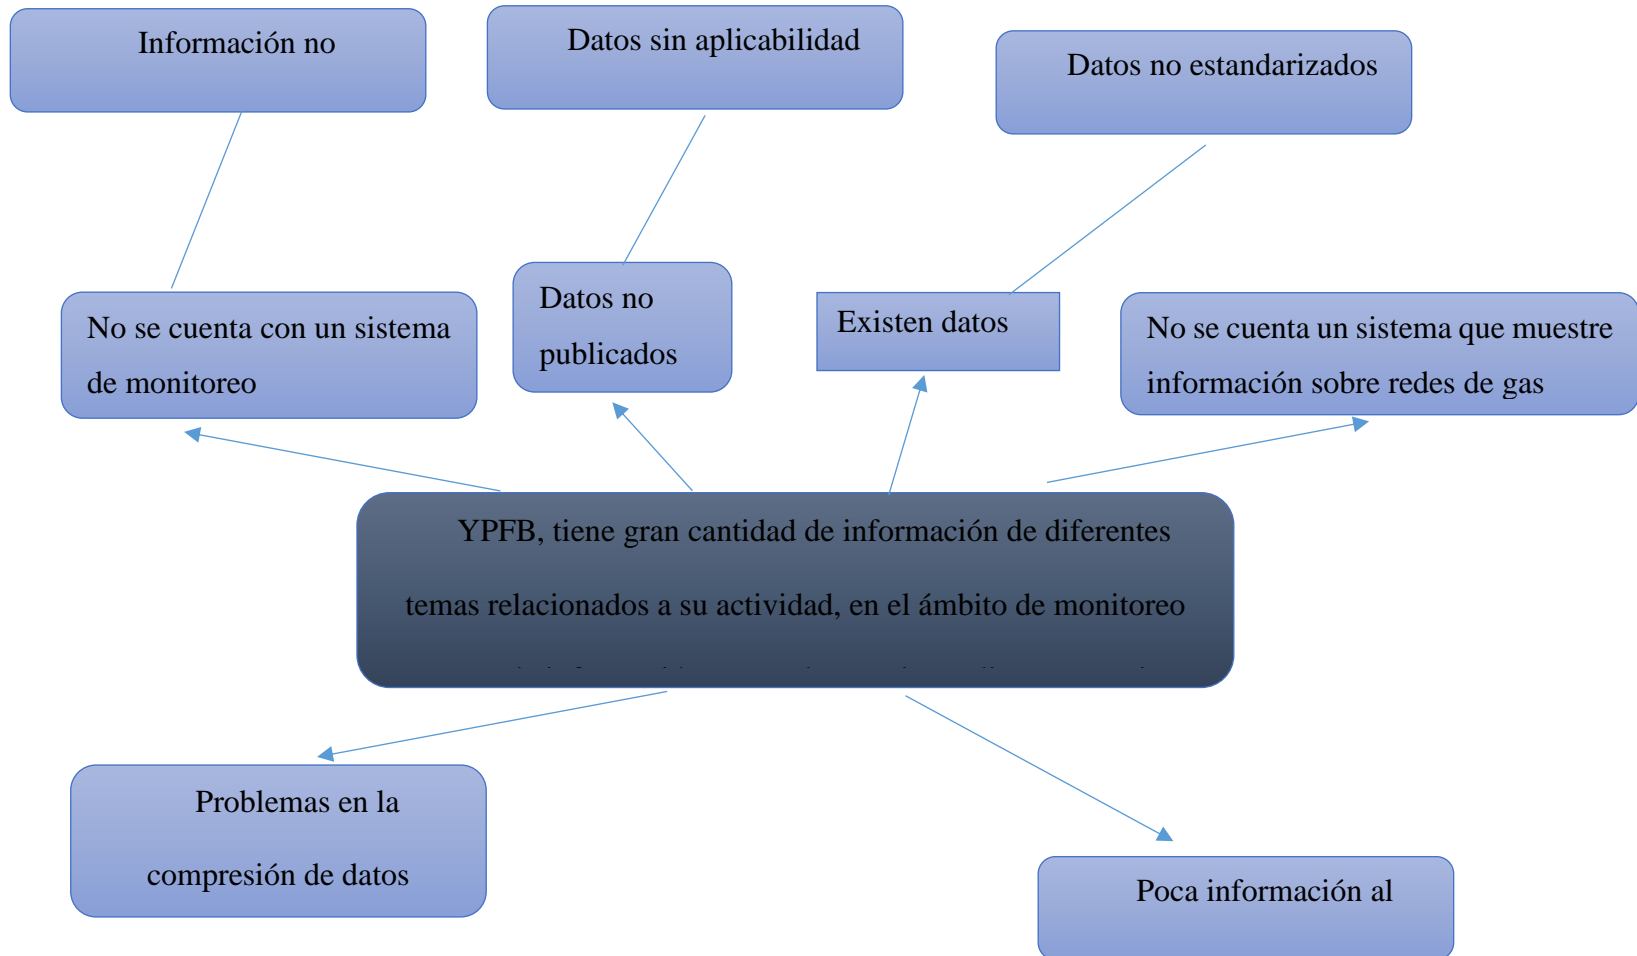 Información no
Datos sin aplicabilidad
Datos no estandarizados
No se cuenta con un sistema
de monitoreo
Datos no
publicados
Existen datos
No se cuenta un sistema que muestre
información sobre redes de gas
YPFB, tiene gran cantidad de información de diferentes
temas relacionados a su actividad, en el ámbito de monitoreo
Problemas en la
compresión de datos
Poca información al